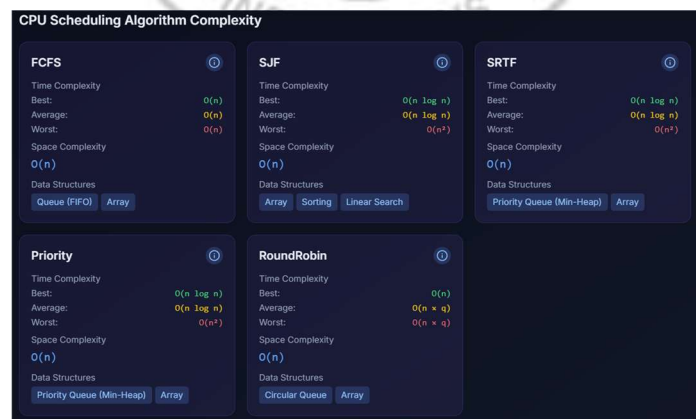 CPU Scheduling Algorithm Complexity
FCFS
Time Complexity
Best: O(n)
Average: O(n)
Worst: O(n)
Space Complexity
O(n)
Data Structures
Queue (FIFO) Array
SJF
Time Complexity
Best: O(n log n)
Average: O(n log n)
Worst: O(n²)
Space Complexity
O(n)
Data Structures
Array Sorting Linear Search
SRTF
Time Complexity
Best: O(n log n)
Average: O(n log n)
Worst: O(n²)
Space Complexity
O(n)
Data Structures
Priority Queue (Min-Heap) Array
Priority
Time Complexity
Best: O(n log n)
Average: O(n log n)
Worst: O(n²)
Space Complexity
O(n)
Data Structures
Priority Queue (Min-Heap) Array
RoundRobin
Time Complexity
Best: O(n)
Average: O(n × q)
Worst: O(n × q)
Space Complexity
O(n)
Data Structures
Circular Queue Array